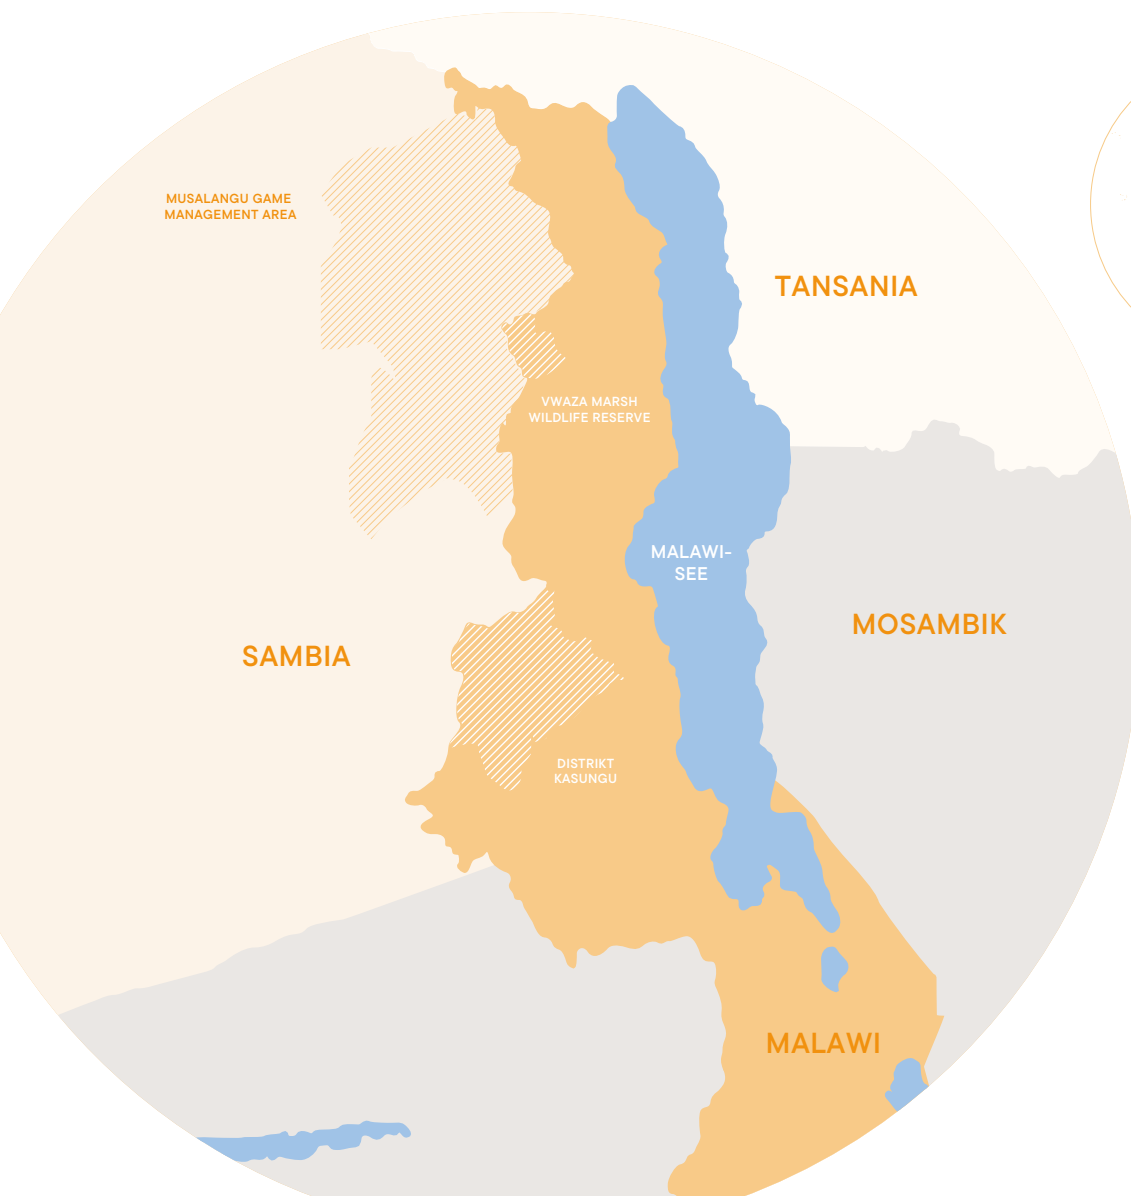 MUSALANGU GAME
MANAGEMENT AREA
TANSANIA
VWAZA MARSH
WILDLIFE RESERVE
MALAWI-
SEE
MOSAMBIK
SAMBIA
DISTRIKT
KASUNGU
MALAWI